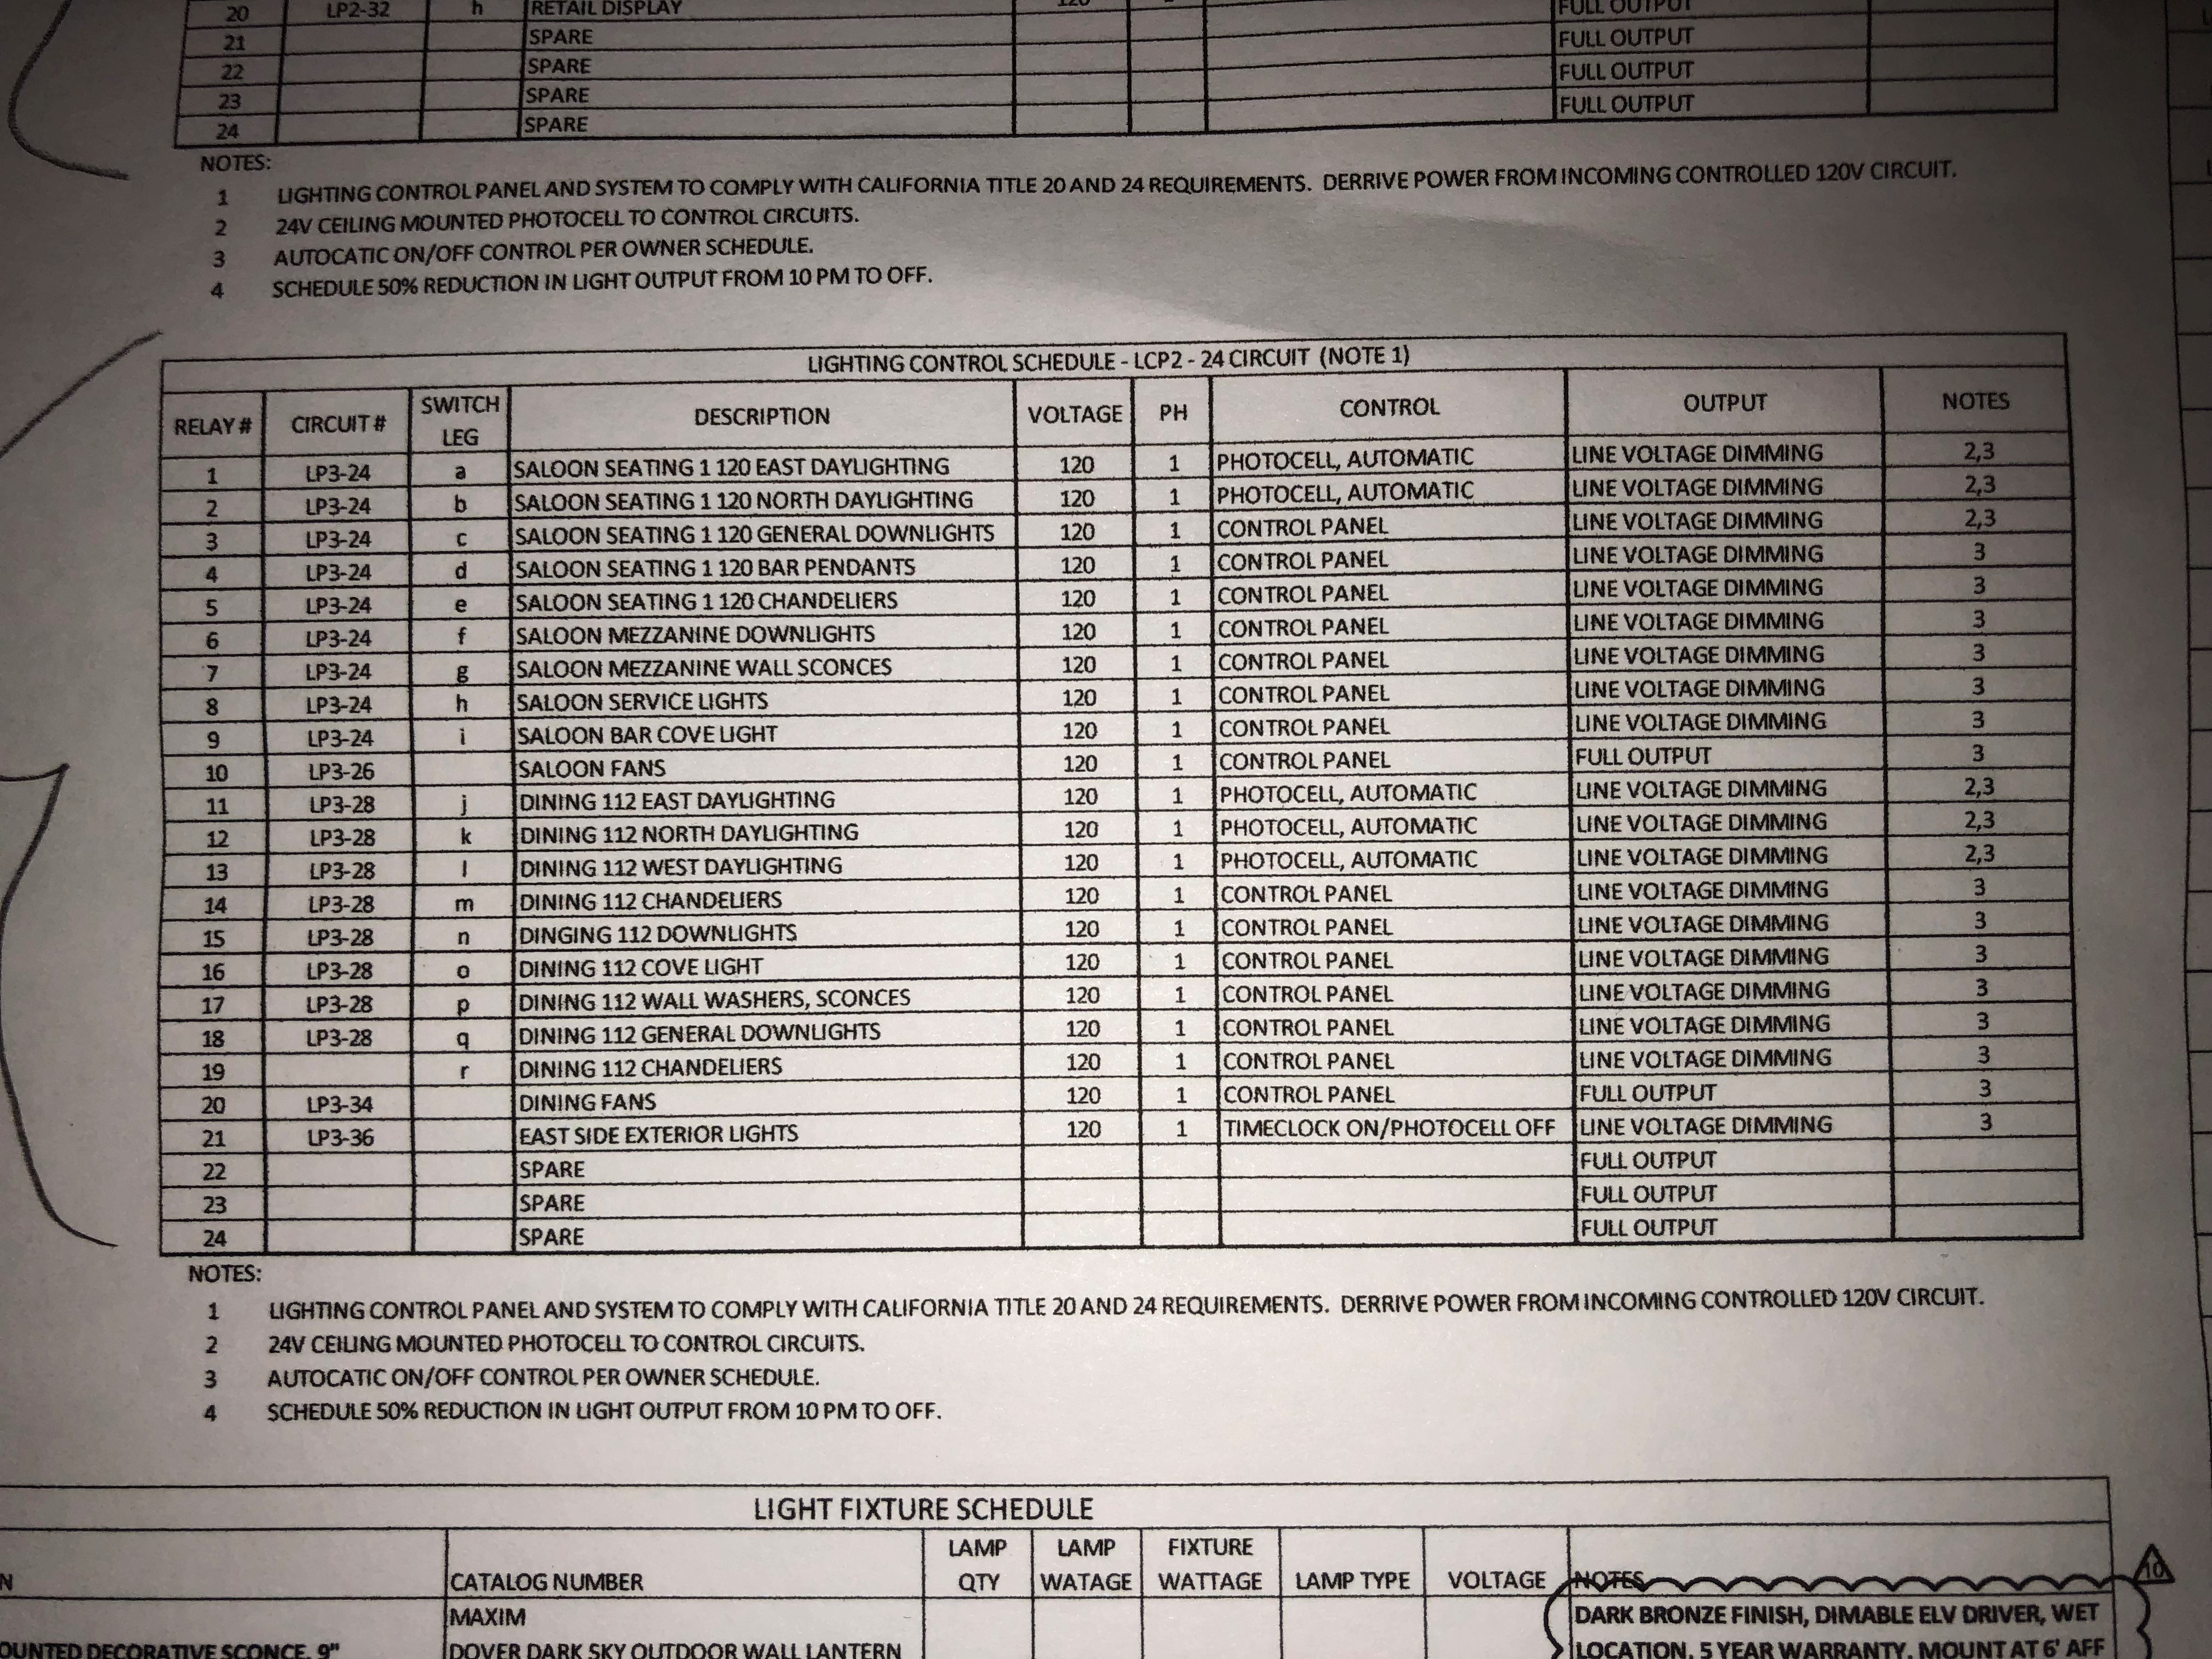 20 LP2-32 h RETAIL DISPLAY 120 FULL OUTPUT
21 SPARE FULL OUTPUT
22 SPARE FULL OUTPUT
23 SPARE FULL OUTPUT
24 SPARE
NOTES:
1 LIGHTING CONTROL PANEL AND SYSTEM TO COMPLY WITH CALIFORNIA TITLE 20 AND 24 REQUIREMENTS. DERRIVE POWER FROM INCOMING CONTROLLED 120V CIRCUIT.
2 24V CEILING MOUNTED PHOTOCELL TO CONTROL CIRCUITS.
3 AUTOCATIC ON/OFF CONTROL PER OWNER SCHEDULE.
4 SCHEDULE 50% REDUCTION IN LIGHT OUTPUT FROM 10 PM TO OFF.
LIGHTING CONTROL SCHEDULE - LCP2 - 24 CIRCUIT (NOTE 1)
RELAY # CIRCUIT # SWITCH LEG DESCRIPTION VOLTAGE PH CONTROL OUTPUT NOTES
1 LP3-24 a SALOON SEATING 1 120 EAST DAYLIGHTING 120 1 PHOTOCELL, AUTOMATIC LINE VOLTAGE DIMMING 2,3
2 LP3-24 b SALOON SEATING 1 120 NORTH DAYLIGHTING 120 1 PHOTOCELL, AUTOMATIC LINE VOLTAGE DIMMING 2,3
3 LP3-24 c SALOON SEATING 1 120 GENERAL DOWNLIGHTS 120 1 CONTROL PANEL LINE VOLTAGE DIMMING 2,3
4 LP3-24 d SALOON SEATING 1 120 BAR PENDANTS 120 1 CONTROL PANEL LINE VOLTAGE DIMMING 3
5 LP3-24 e SALOON SEATING 1 120 CHANDELIERS 120 1 CONTROL PANEL LINE VOLTAGE DIMMING 3
6 LP3-24 f SALOON MEZZANINE DOWNLIGHTS 120 1 CONTROL PANEL LINE VOLTAGE DIMMING 3
7 LP3-24 g SALOON MEZZANINE WALL SCONCES 120 1 CONTROL PANEL LINE VOLTAGE DIMMING 3
8 LP3-24 h SALOON SERVICE LIGHTS 120 1 CONTROL PANEL LINE VOLTAGE DIMMING 3
9 LP3-24 i SALOON BAR COVE LIGHT 120 1 CONTROL PANEL LINE VOLTAGE DIMMING 3
10 LP3-26 SALOON FANS 120 1 CONTROL PANEL FULL OUTPUT 3
11 LP3-28 j DINING 112 EAST DAYLIGHTING 120 1 PHOTOCELL, AUTOMATIC LINE VOLTAGE DIMMING 2,3
12 LP3-28 k DINING 112 NORTH DAYLIGHTING 120 1 PHOTOCELL, AUTOMATIC LINE VOLTAGE DIMMING 2,3
13 LP3-28 l DINING 112 WEST DAYLIGHTING 120 1 PHOTOCELL, AUTOMATIC LINE VOLTAGE DIMMING 2,3
14 LP3-28 m DINING 112 CHANDELIERS 120 1 CONTROL PANEL LINE VOLTAGE DIMMING 3
15 LP3-28 n DINGING 112 DOWNLIGHTS 120 1 CONTROL PANEL LINE VOLTAGE DIMMING 3
16 LP3-28 o DINING 112 COVE LIGHT 120 1 CONTROL PANEL LINE VOLTAGE DIMMING 3
17 LP3-28 p DINING 112 WALL WASHERS, SCONCES 120 1 CONTROL PANEL LINE VOLTAGE DIMMING 3
18 LP3-28 q DINING 112 GENERAL DOWNLIGHTS 120 1 CONTROL PANEL LINE VOLTAGE DIMMING 3
19 r DINING 112 CHANDELIERS 120 1 CONTROL PANEL LINE VOLTAGE DIMMING 3
20 LP3-34 DINING FANS 120 1 CONTROL PANEL FULL OUTPUT 3
21 LP3-36 EAST SIDE EXTERIOR LIGHTS 120 1 TIMECLOCK ON/PHOTOCELL OFF LINE VOLTAGE DIMMING 3
22 SPARE FULL OUTPUT
23 SPARE FULL OUTPUT
24 SPARE FULL OUTPUT
NOTES:
1 LIGHTING CONTROL PANEL AND SYSTEM TO COMPLY WITH CALIFORNIA TITLE 20 AND 24 REQUIREMENTS. DERRIVE POWER FROM INCOMING CONTROLLED 120V CIRCUIT.
2 24V CEILING MOUNTED PHOTOCELL TO CONTROL CIRCUITS.
3 AUTOCATIC ON/OFF CONTROL PER OWNER SCHEDULE.
4 SCHEDULE 50% REDUCTION IN LIGHT OUTPUT FROM 10 PM TO OFF.
LIGHT FIXTURE SCHEDULE
N CATALOG NUMBER LAMP QTY LAMP WATAGE FIXTURE WATTAGE LAMP TYPE VOLTAGE NOTES 10
MAXIM DARK BRONZE FINISH, DIMABLE ELV DRIVER, WET
OUNTED DECORATIVE SCONCE, 9" DOVER DARK SKY OUTDOOR WALL LANTERN LOCATION, 5 YEAR WARRANTY, MOUNT AT 6' AFF